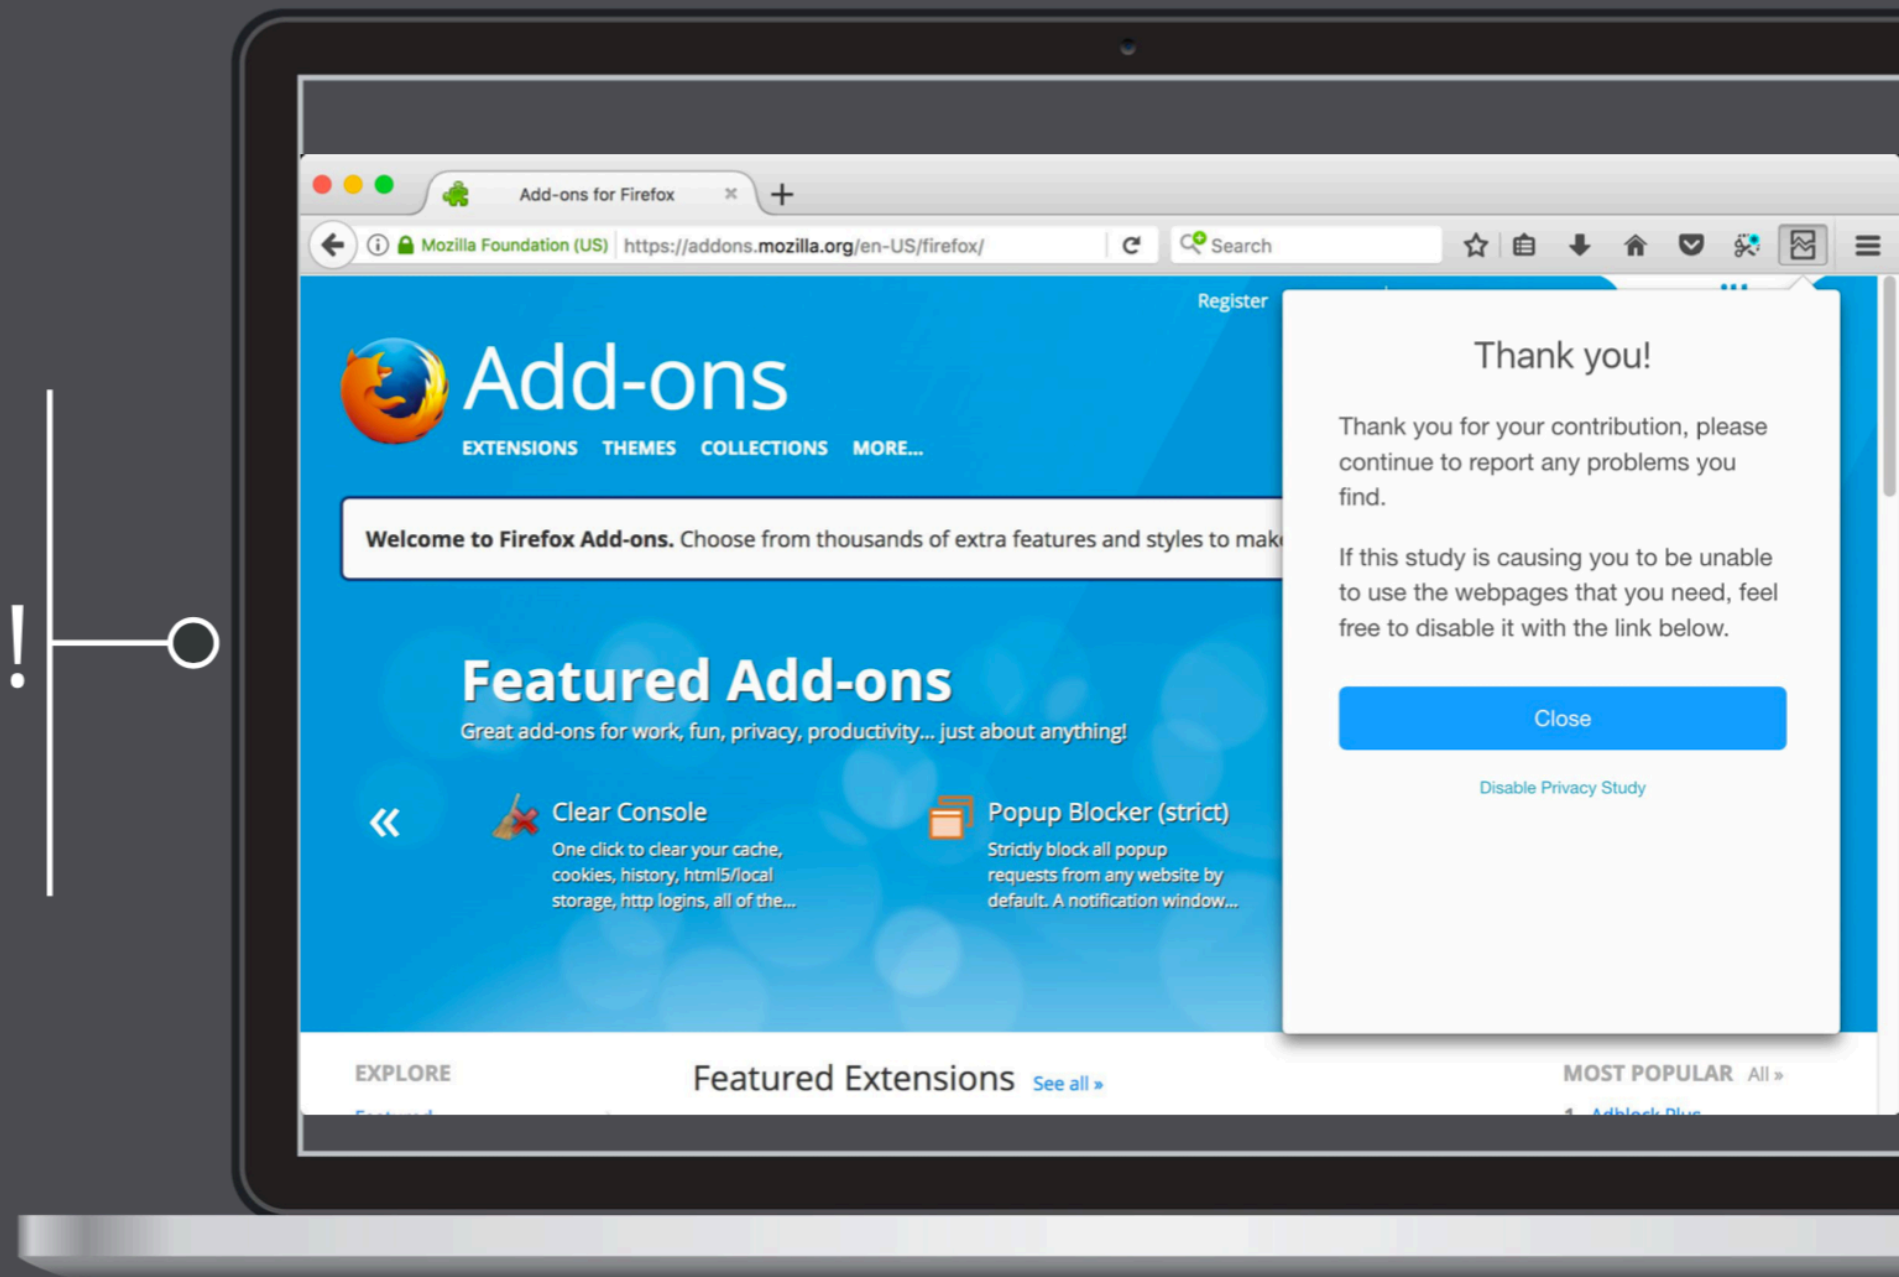 !
Add-ons for Firefox
Mozilla Foundation (US) https://addons.mozilla.org/en-US/firefox/
Search
Register
Add-ons
EXTENSIONS THEMES COLLECTIONS MORE...
Welcome to Firefox Add-ons. Choose from thousands of extra features and styles to make
Featured Add-ons
Great add-ons for work, fun, privacy, productivity... just about anything!
«
Clear Console
One click to clear your cache,
cookies, history, html5/local
storage, http logins, all of the...
Popup Blocker (strict)
Strictly block all popup
requests from any website by
default. A notification window...
Thank you!
Thank you for your contribution, please
continue to report any problems you
find.
If this study is causing you to be unable
to use the webpages that you need, feel
free to disable it with the link below.
Close
Disable Privacy Study
EXPLORE
Featured
Featured Extensions See all »
MOST POPULAR All »
1 Adblock Plus